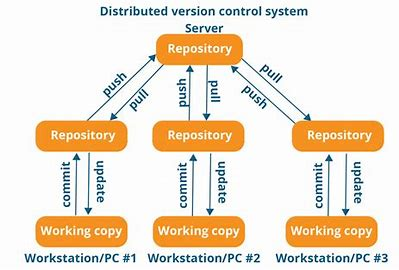 Distributed version control system
Server
Repository
push
pull
push
pull
push
pull
Repository
Repository
Repository
commit
update
commit
update
commit
update
Working copy
Working copy
Working copy
Workstation/PC #1
Workstation/PC #2
Workstation/PC #3